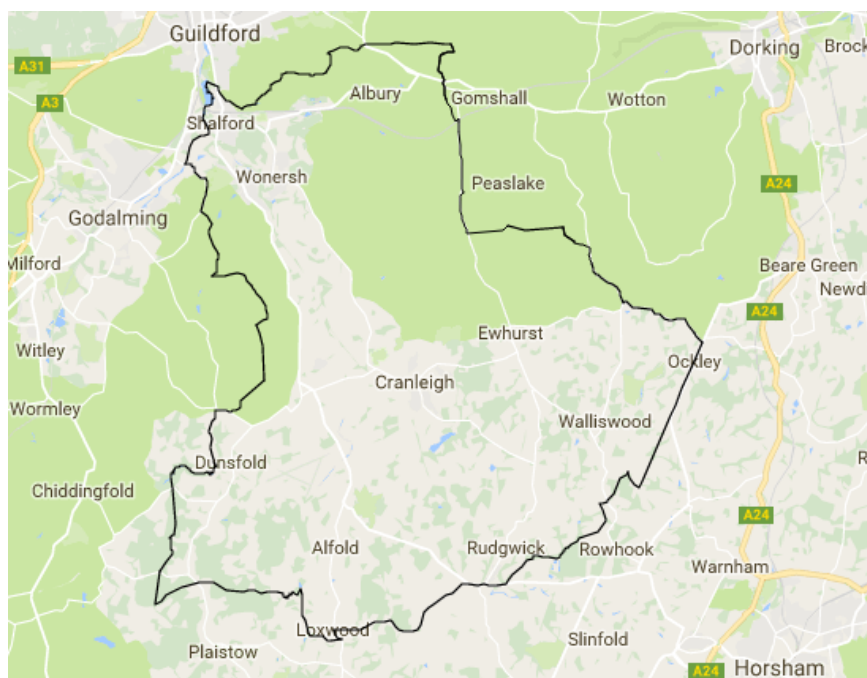 Guildford
Dorking
Brock
A31
A3
Albury
Gomshall
Wotton
Shalford
Wonersh
Peaslake
A24
Godalming
Milford
Beare Green
Newd
A24
Witley
Ewhurst
Ockley
Cranleigh
Wormley
Walliswood
Dunsfold
R
Chiddingfold
A24
Alfold
Rudgwick
Rowhook
Warnham
Loxwood
Slinfold
Plaistow
A24
Horsham